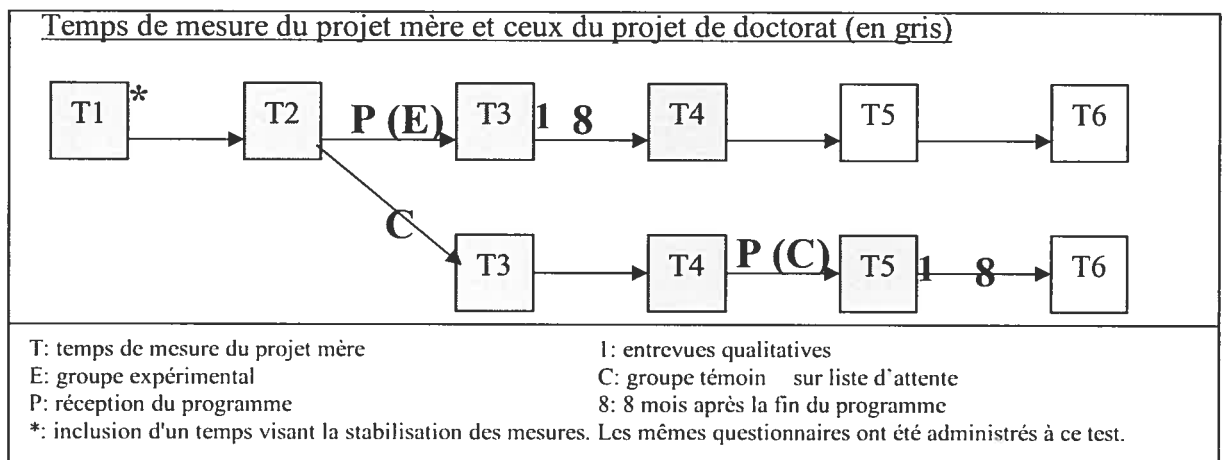 Temps de mesure du projet mère et ceux du projet de doctorat (en gris)
T1 * T2 P (E) T3 1 8 T4 T5 T6
C
T3 T4 P (C) T5 1 8 T6
T: temps de mesure du projet mère 1: entrevues qualitatives
E: groupe expérimental C: groupe témoin sur liste d'attente
P: réception du programme 8: 8 mois après la fin du programme
*: inclusion d'un temps visant la stabilisation des mesures. Les mêmes questionnaires ont été administrés à ce test.